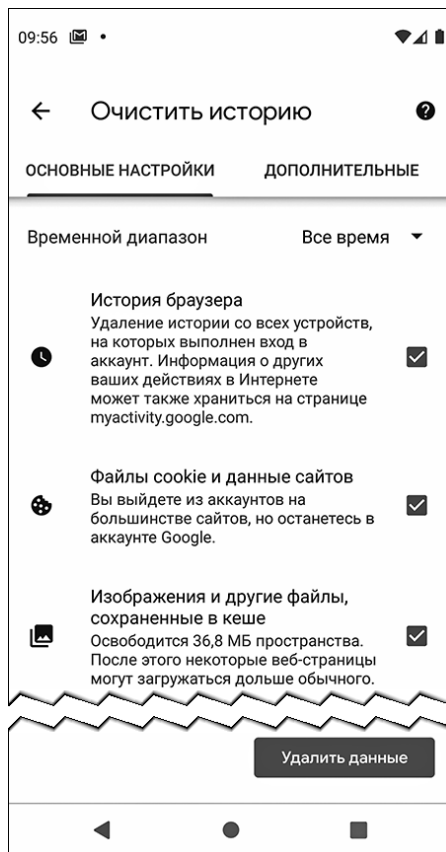 09:56
Очистить историю
ОСНОВНЫЕ НАСТРОЙКИ ДОПОЛНИТЕЛЬНЫЕ
Временной диапазон Все время
История браузера
Удаление истории со всех устройств,
на которых выполнен вход в
аккаунт. Информация о других
ваших действиях в Интернете
может также храниться на странице
myactivity.google.com.
Файлы cookie и данные сайтов
Вы выйдете из аккаунтов на
большинстве сайтов, но останетесь в
аккаунте Google.
Изображения и другие файлы,
сохраненные в кеше
Освободится 36,8 МБ пространства.
После этого некоторые веб-страницы
могут загружаться дольше обычного.
Удалить данные